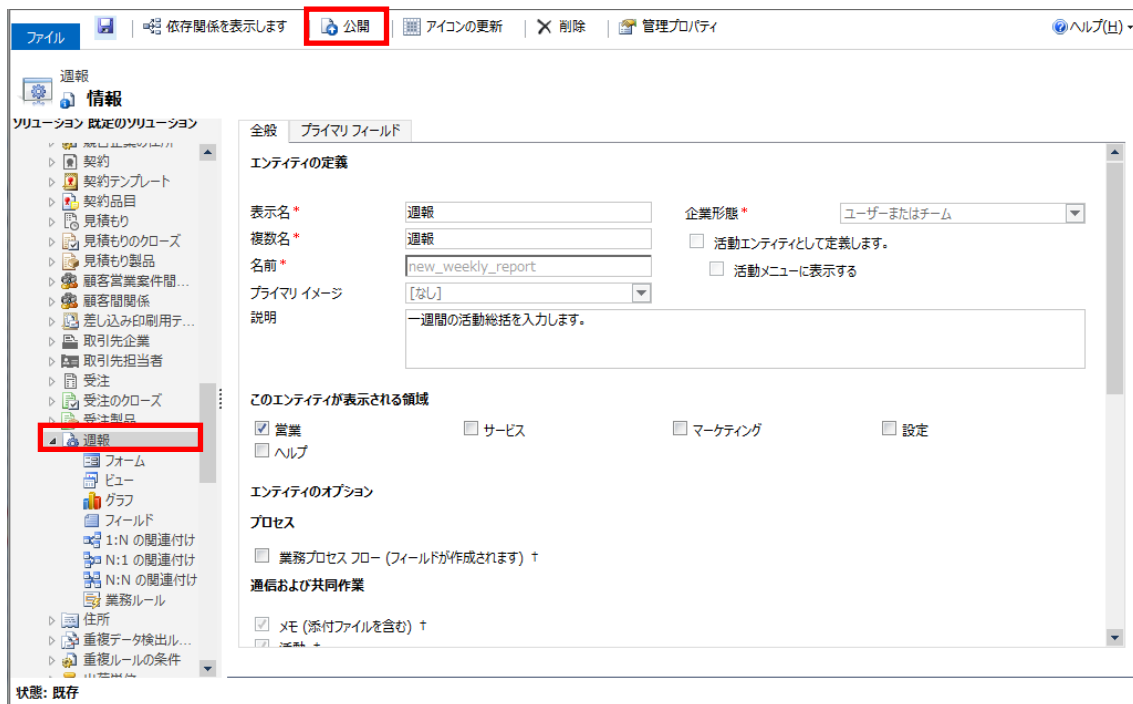 ファイル 依存関係を表示します 公開 アイコンの更新 削除 管理プロパティ ヘルプ(H)
週報
情報
ソリューション 既定のソリューション
契約
契約テンプレート
契約品目
見積もり
見積もりのクローズ
見積もり製品
顧客営業案件間...
顧客間関係
差し込み印刷用テ...
取引先企業
取引先担当者
受注
受注のクローズ
受注製品
週報
フォーム
ビュー
グラフ
フィールド
1:N の関連付け
N:1 の関連付け
N:N の関連付け
業務ルール
住所
重複データ検出ル...
重複ルールの条件
全般 プライマリ フィールド
エンティティの定義
表示名* 週報 企業形態* ユーザーまたはチーム
複数名* 週報 活動エンティティとして定義します。
名前* new_weekly_report 活動メニューに表示する
プライマリ イメージ [なし]
説明 一週間の活動総括を入力します。
このエンティティが表示される領域
営業 サービス マーケティング 設定
ヘルプ
エンティティのオプション
プロセス
業務プロセス フロー (フィールドが作成されます) †
通信および共同作業
メモ (添付ファイルを含む) †
状態: 既存